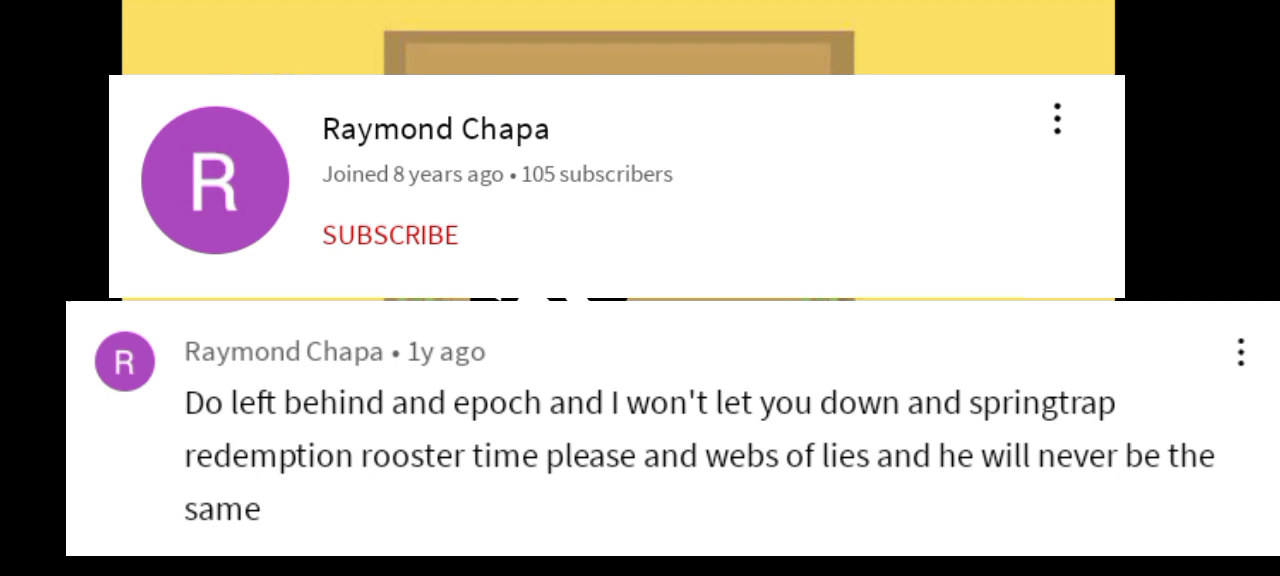 R
Raymond Chapa
Joined 8 years ago • 105 subscribers
SUBSCRIBE
R
Raymond Chapa • 1y ago
Do left behind and epoch and I won't let you down and springtrap
redemption rooster time please and webs of lies and he will never be the
same